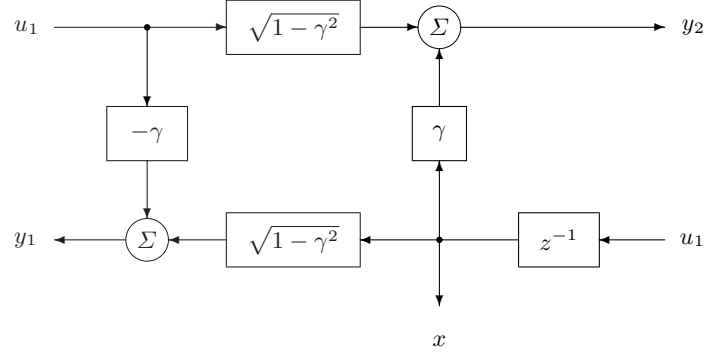 u₁ √(1 − γ²) Σ y₂
−γ γ
y₁ Σ √(1 − γ²) z⁻¹ u₁
x